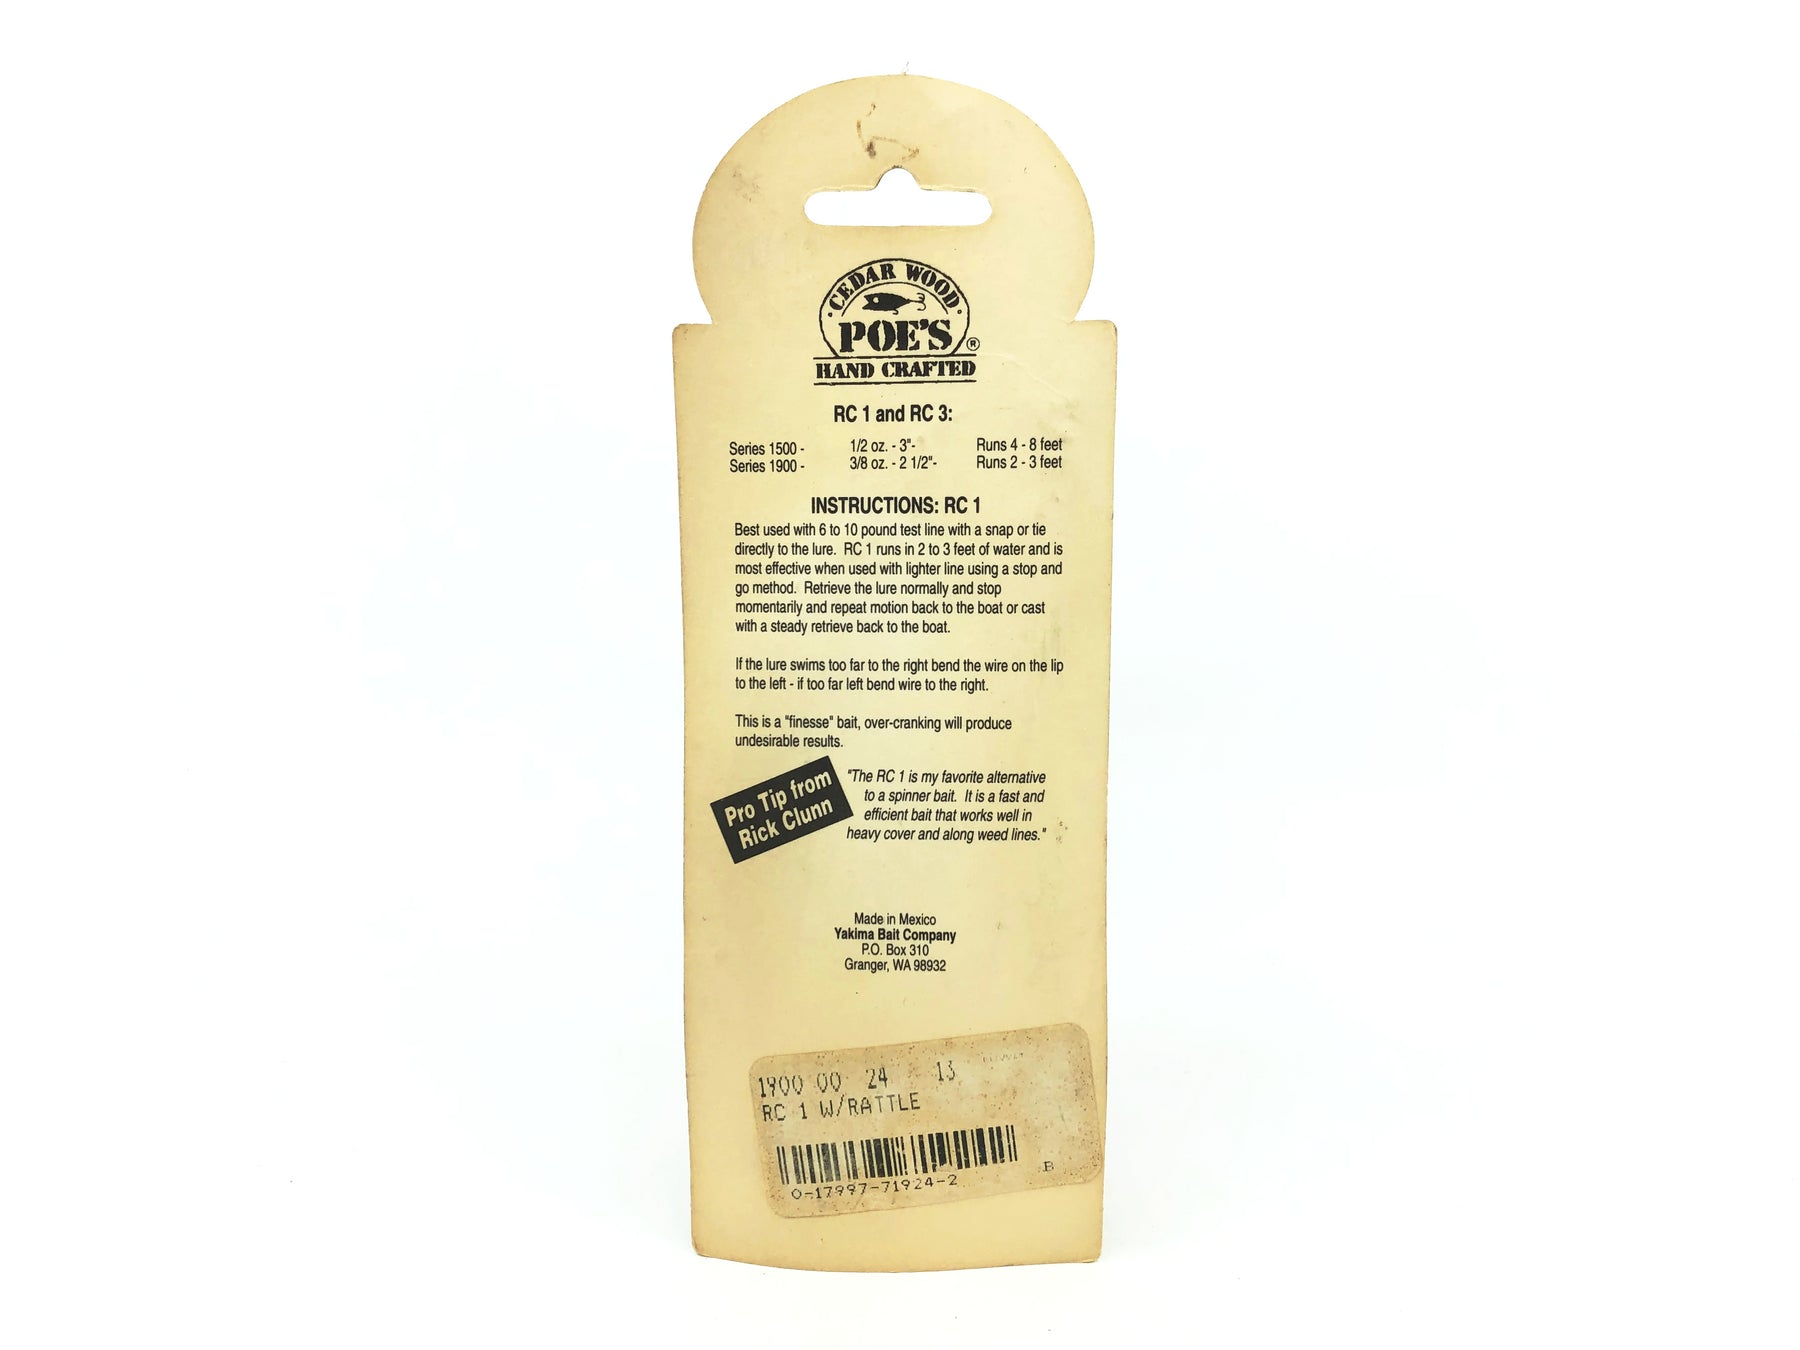 CEDAR WOOD
POE'S ®
HAND CRAFTED
RC 1 and RC 3:
Series 1500 - 1/2 oz. - 3"- Runs 4 - 8 feet
Series 1900 - 3/8 oz. - 2 1/2"- Runs 2 - 3 feet
INSTRUCTIONS: RC 1
Best used with 6 to 10 pound test line with a snap or tie
directly to the lure. RC 1 runs in 2 to 3 feet of water and is
most effective when used with lighter line using a stop and
go method. Retrieve the lure normally and stop
momentarily and repeat motion back to the boat or cast
with a steady retrieve back to the boat.
If the lure swims too far to the right bend the wire on the lip
to the left - if too far left bend wire to the right.
This is a "finesse" bait, over-cranking will produce
undesirable results.
Pro Tip from
Rick Clunn
"The RC 1 is my favorite alternative
to a spinner bait. It is a fast and
efficient bait that works well in
heavy cover and along weed lines."
Made in Mexico
Yakima Bait Company
P.O. Box 310
Granger, WA 98932
1900 00 24 13
RC 1 W/RATTLE
B
0-17997-71924-2